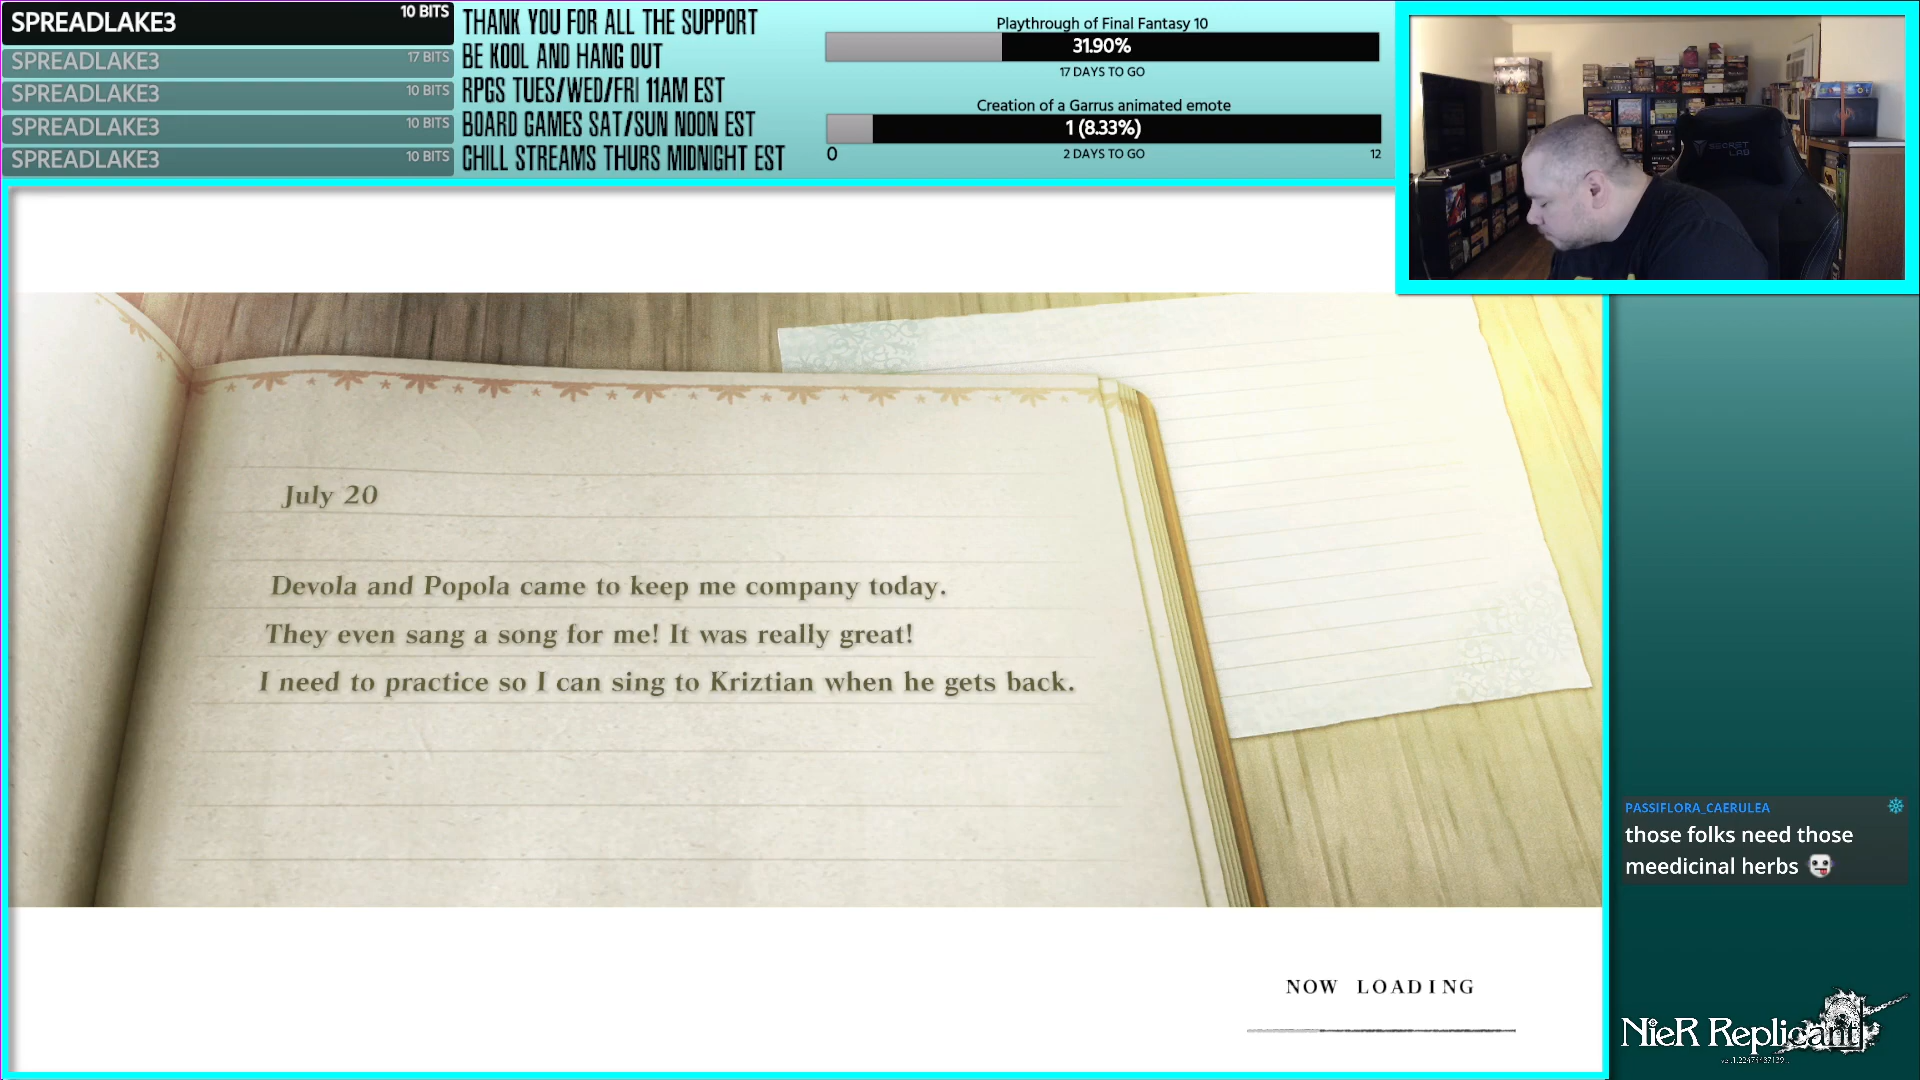 SPREADLAKE3 10 BITS
SPREADLAKE3 17 BITS
SPREADLAKE3 10 BITS
SPREADLAKE3 10 BITS
SPREADLAKE3 10 BITS
THANK YOU FOR ALL THE SUPPORT
BE KOOL AND HANG OUT
RPGS TUES/WED/FRI 11AM EST
BOARD GAMES SAT/SUN NOON EST
CHILL STREAMS THURS MIDNIGHT EST
Playthrough of Final Fantasy 10
31.90%
17 DAYS TO GO
Creation of a Garrus animated emote
1 (8.33%)
0 2 DAYS TO GO 12
SECRET
LAB
July 20
Devola and Popola came to keep me company today.
They even sang a song for me! It was really great!
I need to practice so I can sing to Kriztian when he gets back.
PASSIFLORA_CAERULEA
those folks need those
meedicinal herbs
NOW LOADING
NieR Replicant